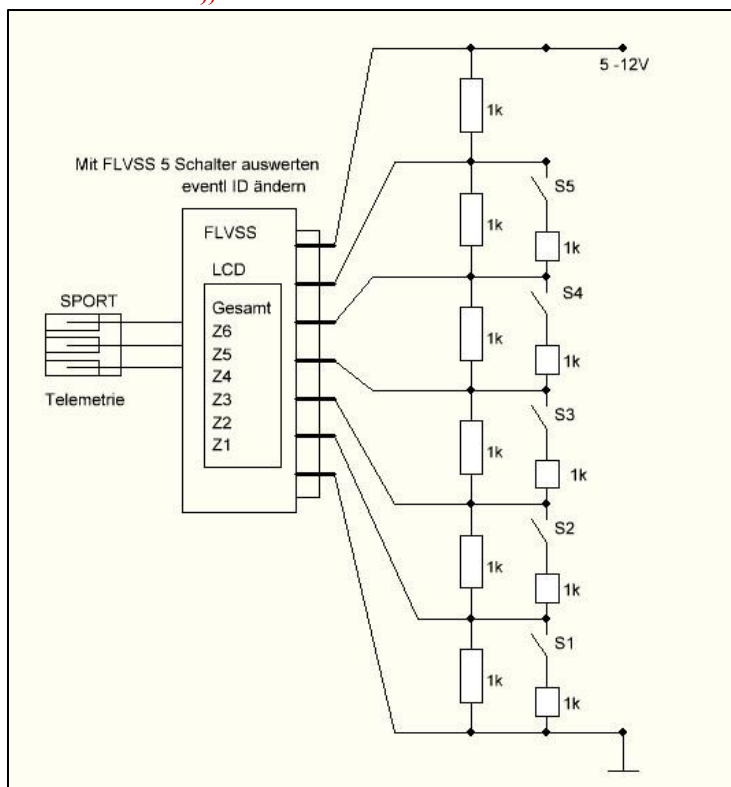 „
5 -12V
1k
Mit FLVSS 5 Schalter auswerten
eventl ID ändern
S5
FLVSS
1k
1k
LCD
S4
SPORT
Gesamt
Z6
Z5
1k
1k
Z4
Telemetrie
Z3
S3
Z2
Z1
1k
1k
S2
1k
1k
S1
1k
1k